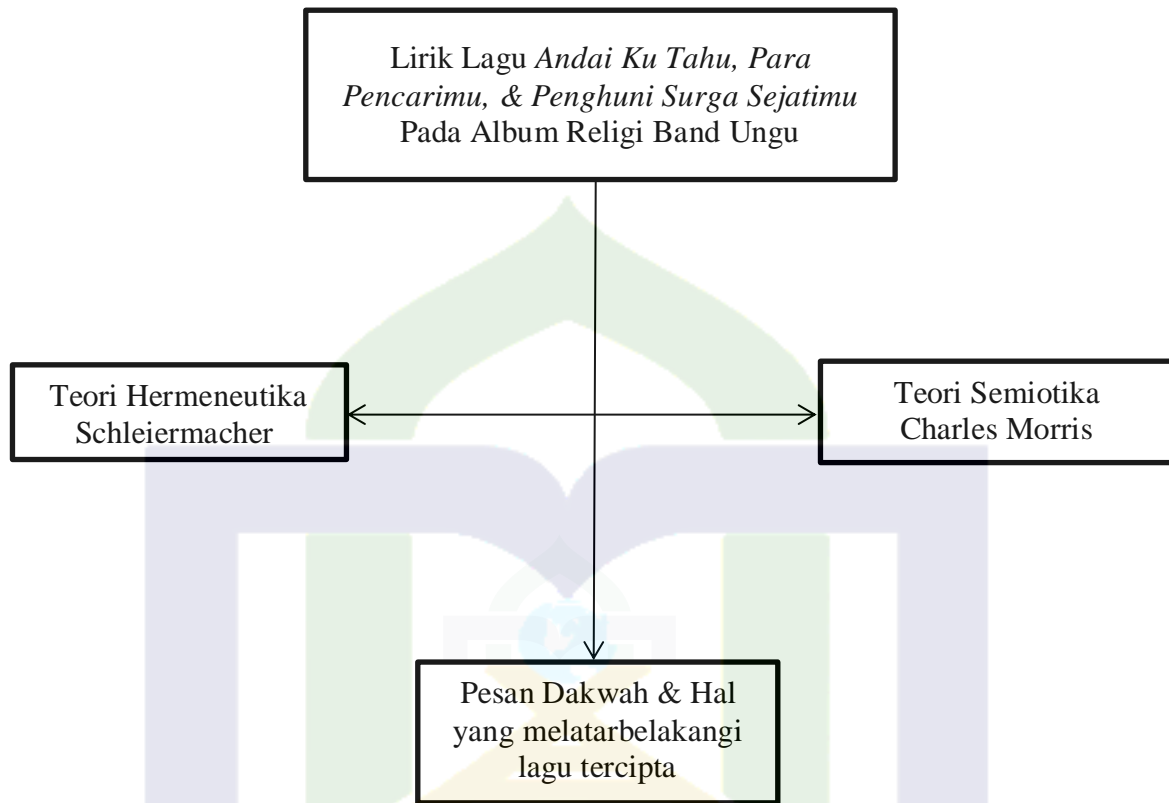 Lirik Lagu Andai Ku Tahu, Para
Pencarimu, & Penghuni Surga Sejatimu
Pada Album Religi Band Ungu
Teori Hermeneutika
Schleiermacher
Teori Semiotika
Charles Morris
Pesan Dakwah & Hal
yang melatarbelakangi
lagu tercipta